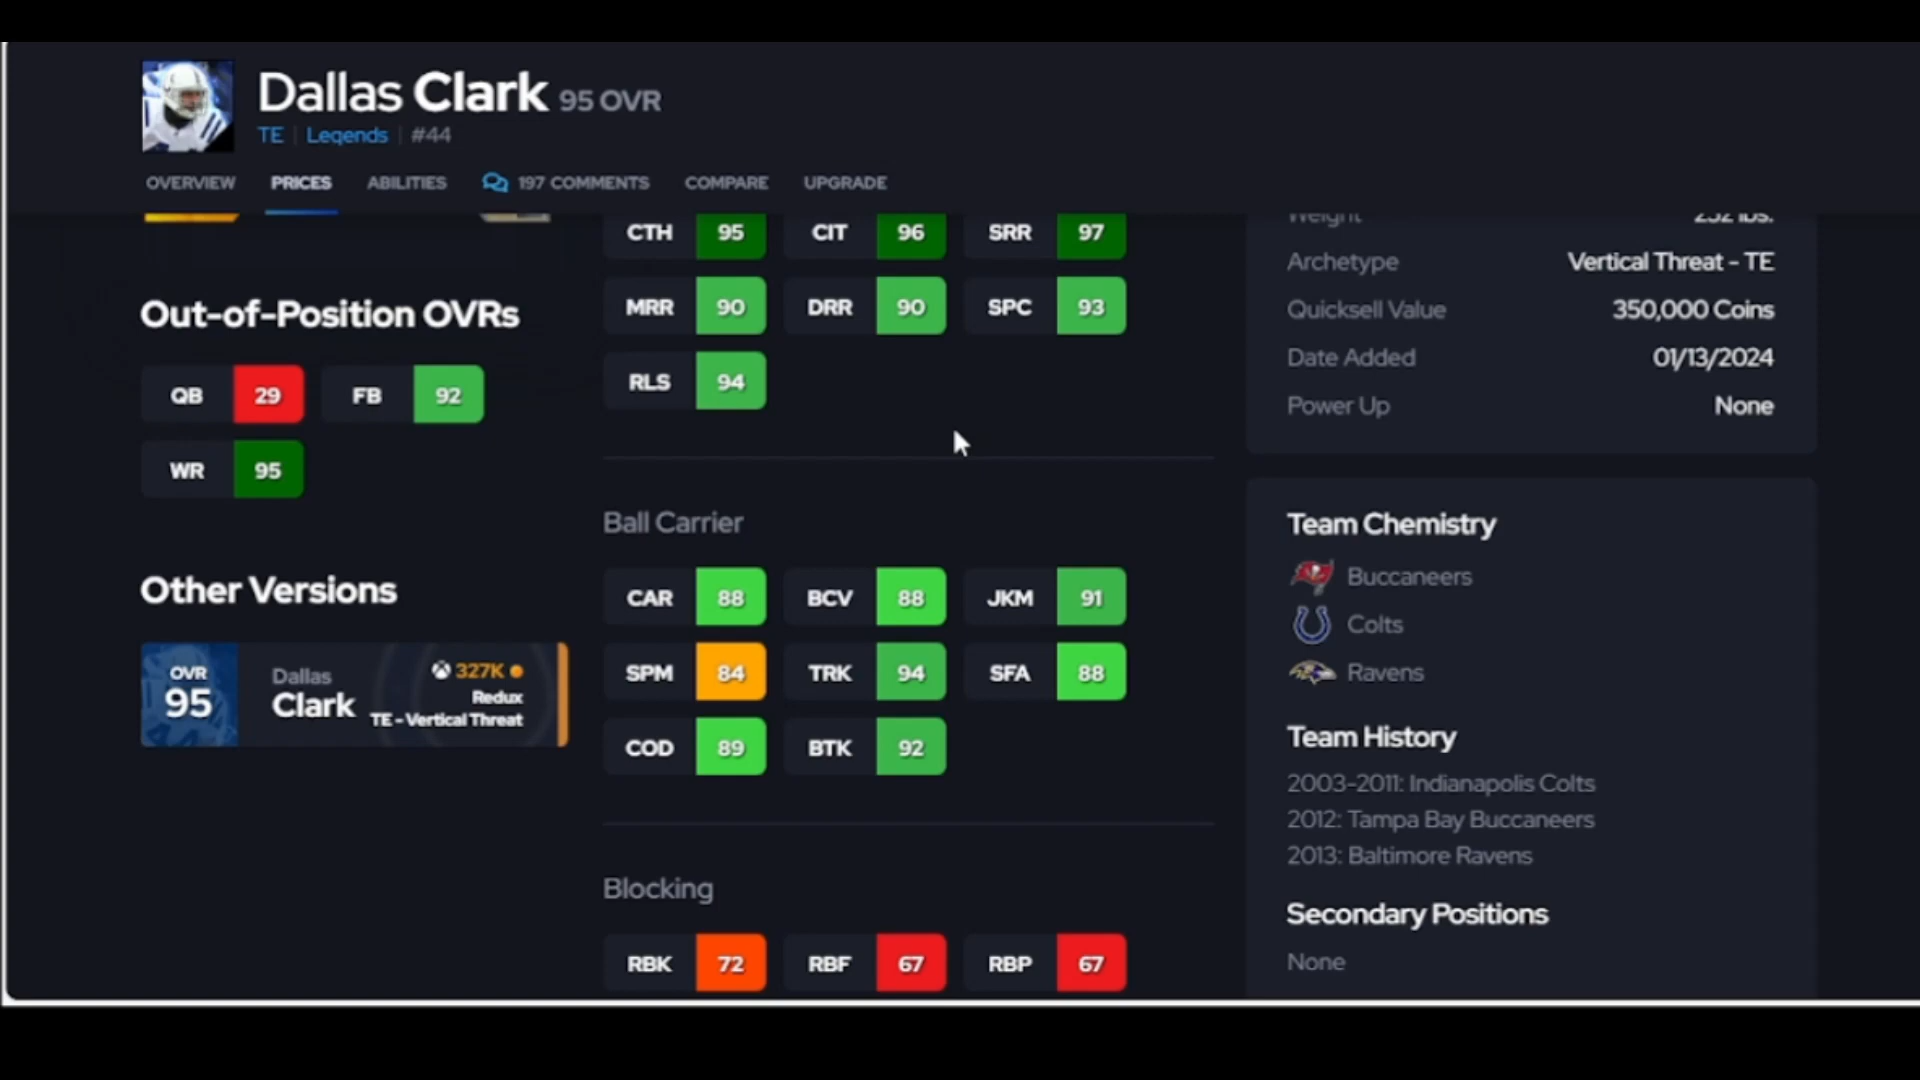 Dallas Clark 95 OVR
TE | Legends | #44
OVERVIEW PRICES ABILITIES 197 COMMENTS COMPARE UPGRADE
CTH 95 CIT 96 SRR 97
MRR 90 DRR 90 SPC 93
RLS 94
Out-of-Position OVRs
QB 29 FB 92
WR 95
Other Versions
OVR
95
Dallas
Clark
327K
Redux
TE - Vertical Threat
Ball Carrier
CAR 88 BCV 88 JKM 91
SPM 84 TRK 94 SFA 88
COD 89 BTK 92
Blocking
RBK 72 RBF 67 RBP 67
Weight 252 lbs.
Archetype Vertical Threat - TE
Quicksell Value 350,000 Coins
Date Added 01/13/2024
Power Up None
Team Chemistry
Buccaneers
Colts
Ravens
Team History
2003-2011: Indianapolis Colts
2012: Tampa Bay Buccaneers
2013: Baltimore Ravens
Secondary Positions
None